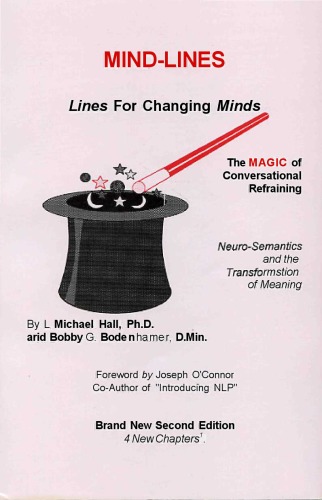 MIND-LINES
Lines For Changing Minds
The MAGIC of
Conversational
Refraining
Neuro-Semantics
and the
Transformstion
of Meaning
By L Michael Hall, Ph.D.
arid Bobby G. Bodenhamer, D.Min.
Foreword by Joseph O'Connor
Co-Author of "Introducing NLP"
Brand New Second Edition
4 New Chapters¹.